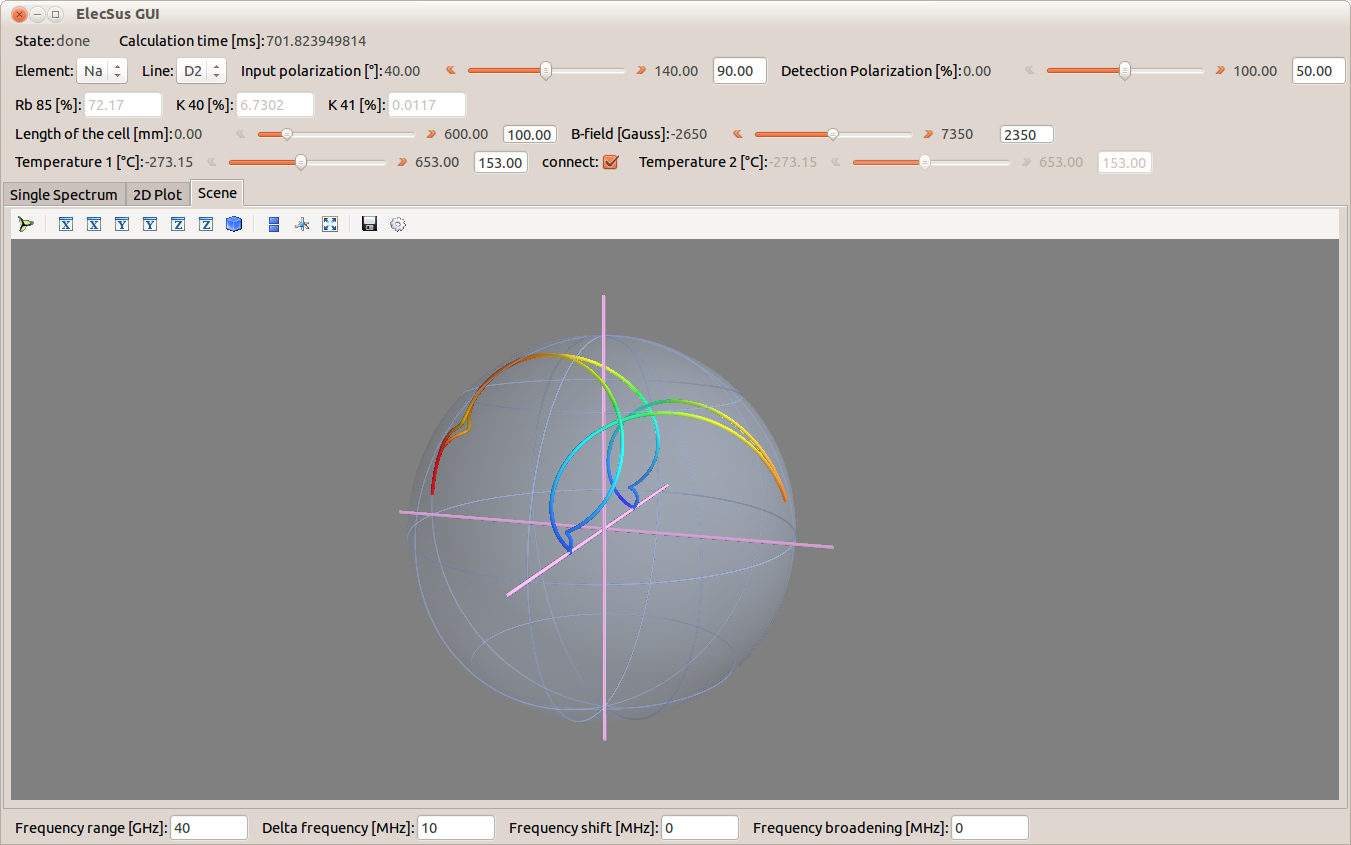 ElecSus GUI
State: done Calculation time [ms]: 701.823949814
Element: Na Line: D2 Input polarization [°]: 40.00 140.00 90.00 Detection Polarization [%]: 0.00 100.00 50.00
Rb 85 [%]: 72.17 K 40 [%]: 6.7302 K 41 [%]: 0.0117
Length of the cell [mm]: 0.00 600.00 100.00 B-field [Gauss]: -2650 7350 2350
Temperature 1 [°C]: -273.15 653.00 153.00 connect: Temperature 2 [°C]: -273.15 653.00 153.00
Single Spectrum 2D Plot Scene
X X Y Y Z Z
Frequency range [GHz]: 40 Delta frequency [MHz]: 10 Frequency shift [MHz]: 0 Frequency broadening [MHz]: 0